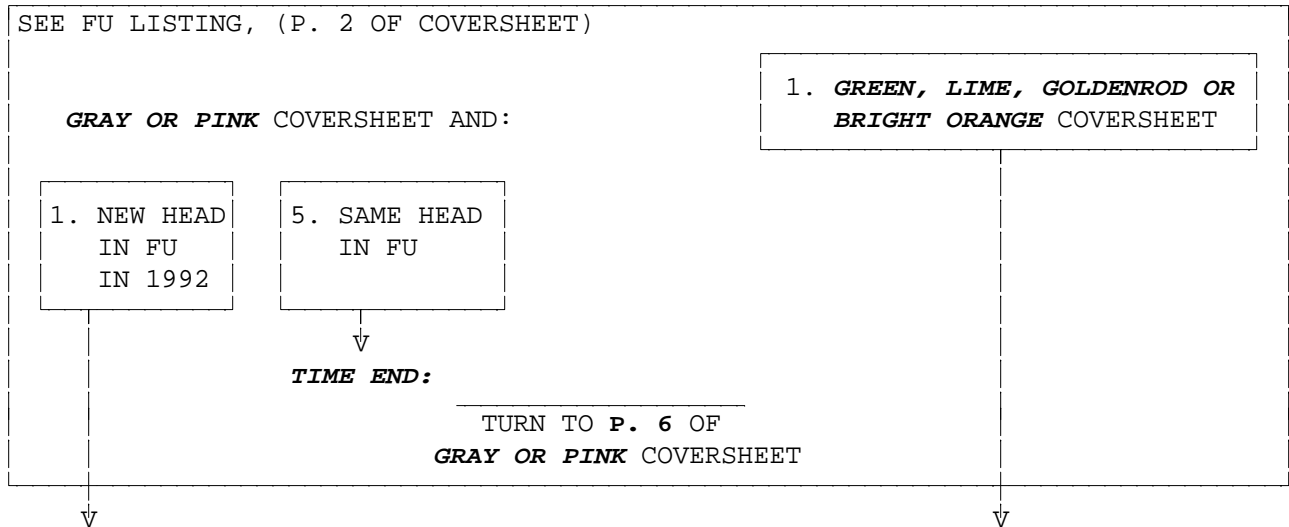 SEE FU LISTING, (P. 2 OF COVERSHEET)
1. GREEN, LIME, GOLDENROD OR
BRIGHT ORANGE COVERSHEET
GRAY OR PINK COVERSHEET AND:
1. NEW HEAD
IN FU
IN 1992
5. SAME HEAD
IN FU
TIME END:
TURN TO P. 6 OF
GRAY OR PINK COVERSHEET